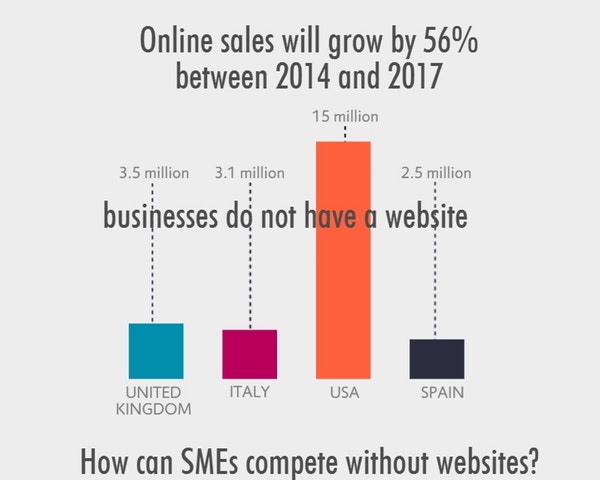 Online sales will grow by 56%
between 2014 and 2017
15 million
3.5 million
3.1 million
2.5 million
businesses do not have a website
UNITED
KINGDOM
ITALY
USA
SPAIN
How can SMEs compete without websites?